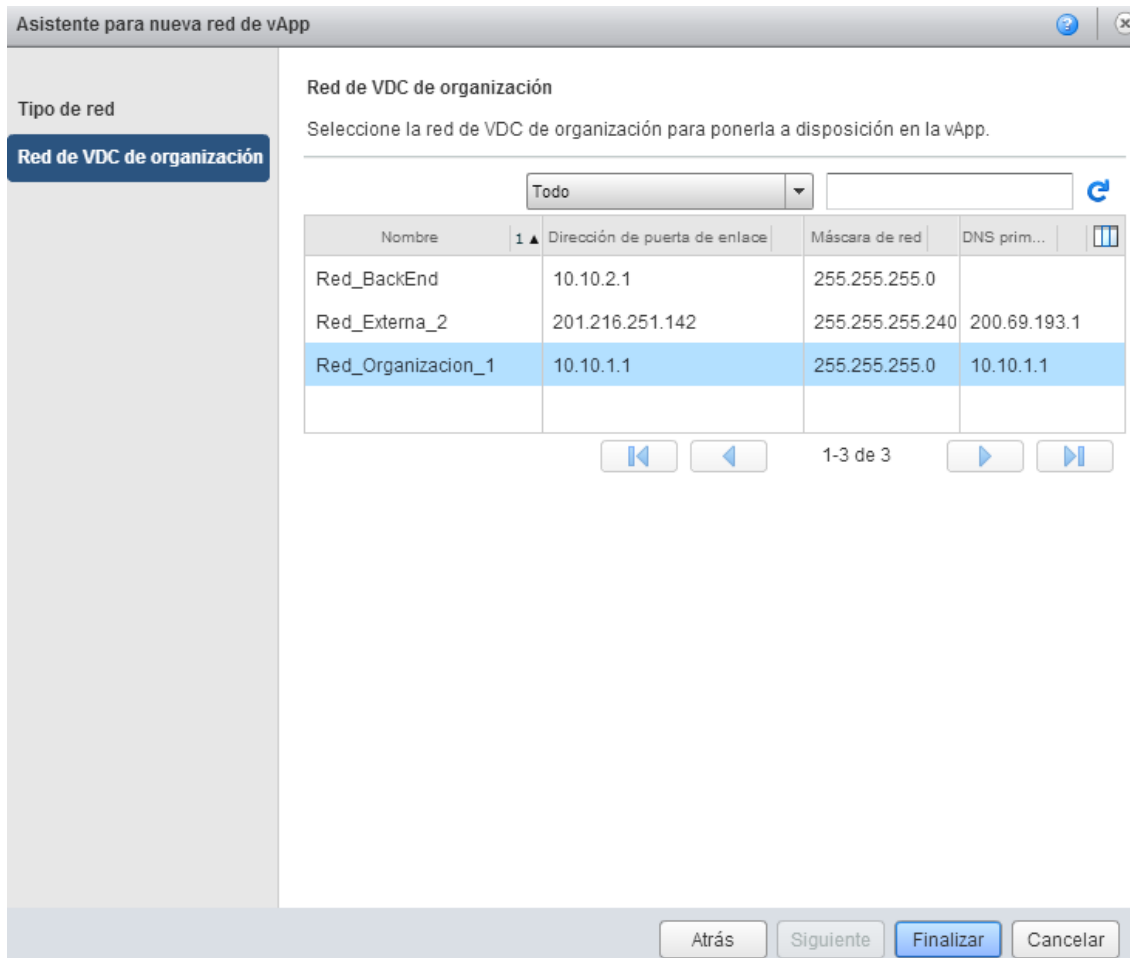 Asistente para nueva red de vApp
Tipo de red
Red de VDC de organización
Red de VDC de organización
Seleccione la red de VDC de organización para ponerla a disposición en la vApp.
Todo
Nombre 1 ▲ Dirección de puerta de enlace Máscara de red DNS prim...
Red_BackEnd 10.10.2.1 255.255.255.0
Red_Externa_2 201.216.251.142 255.255.255.240 200.69.193.1
Red_Organizacion_1 10.10.1.1 255.255.255.0 10.10.1.1
1-3 de 3
Atrás Siguiente Finalizar Cancelar